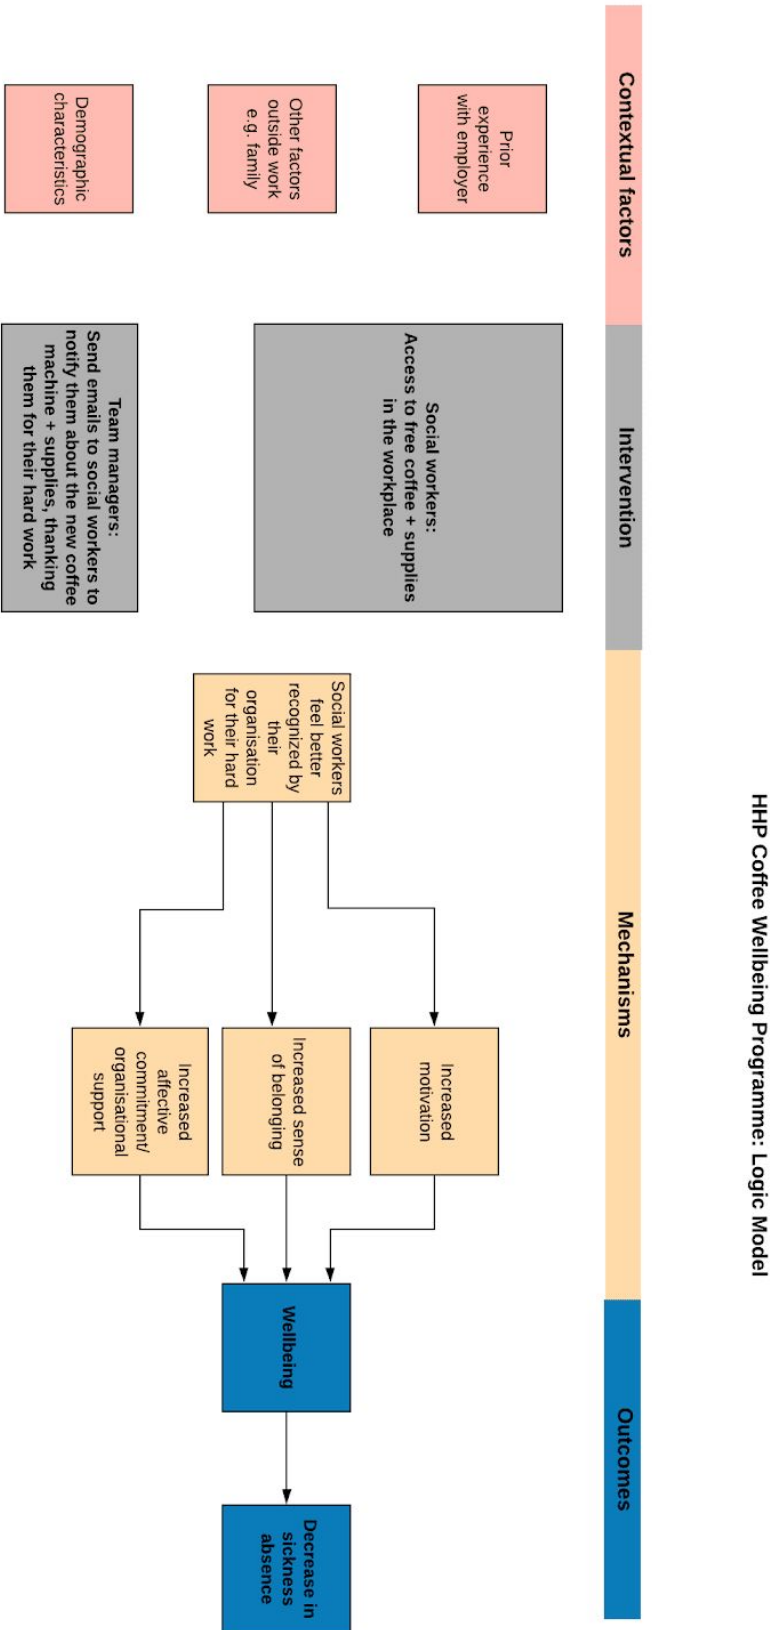 HHP Coffee Wellbeing Programme: Logic Model
Contextual factors
Intervention
Mechanisms
Outcomes
Prior
experience
with employer
Other factors
outside work
e.g. family
Demographic
characteristics
Social workers:
Access to free coffee + supplies
in the workplace
Team managers:
Send emails to social workers to
notify them about the new coffee
machine + supplies, thanking
them for their hard work
Social workers
feel better
recognized by
their
organisation
for their hard
work
Increased
motivation
Increased sense
of belonging
Increased
affective
commitment/
organisational
support
Wellbeing
Decrease in
sickness
absence